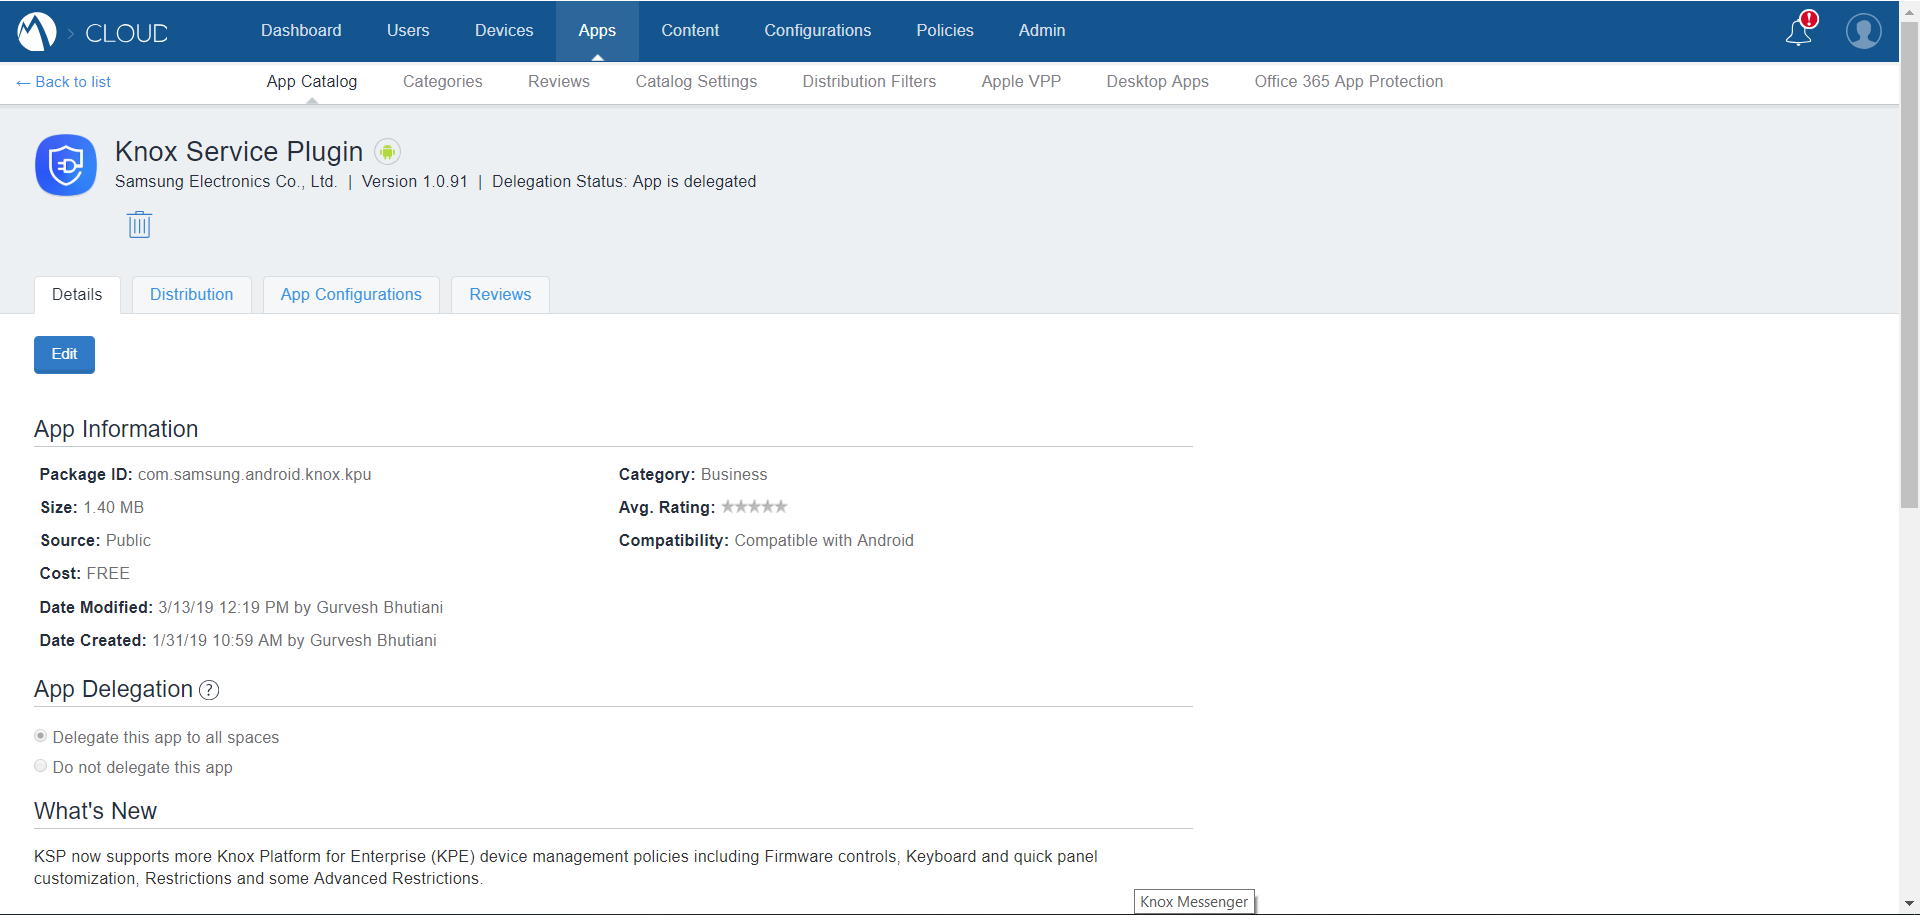 CLOUD
Dashboard
Users
Devices
Apps
Content
Configurations
Policies
Admin
← Back to list
App Catalog
Categories
Reviews
Catalog Settings
Distribution Filters
Apple VPP
Desktop Apps
Office 365 App Protection
Knox Service Plugin
Samsung Electronics Co., Ltd. | Version 1.0.91 | Delegation Status: App is delegated
Details
Distribution
App Configurations
Reviews
Edit
App Information
Package ID: com.samsung.android.knox.kpu
Category: Business
Size: 1.40 MB
Avg. Rating: ★★★★★
Source: Public
Compatibility: Compatible with Android
Cost: FREE
Date Modified: 3/13/19 12:19 PM by Gurvesh Bhutiani
Date Created: 1/31/19 10:59 AM by Gurvesh Bhutiani
App Delegation ?
Delegate this app to all spaces
Do not delegate this app
What's New
KSP now supports more Knox Platform for Enterprise (KPE) device management policies including Firmware controls, Keyboard and quick panel
customization, Restrictions and some Advanced Restrictions.
Knox Messenger